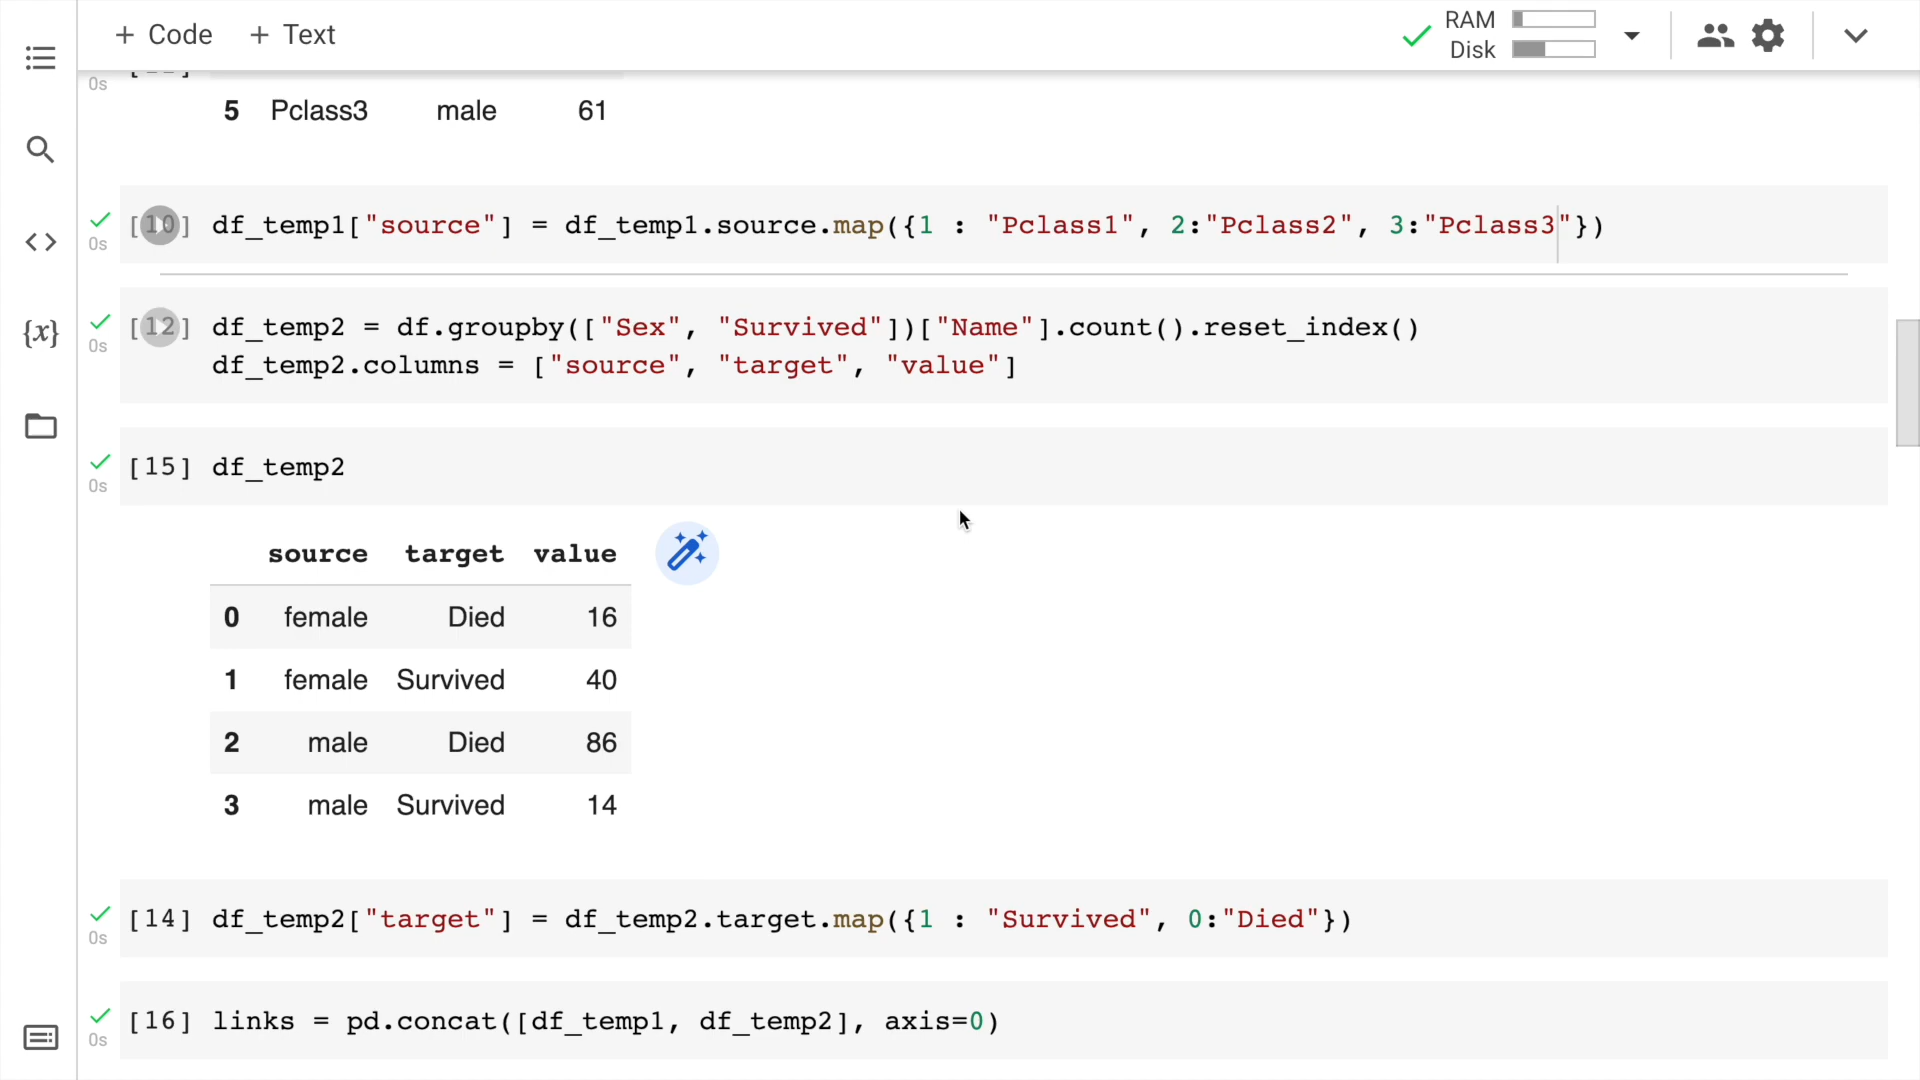 + Code + Text
RAM
Disk
0s
5 Pclass3 male 61
[10] df_temp1["source"] = df_temp1.source.map({1 : "Pclass1", 2:"Pclass2", 3:"Pclass3"})
0s
[12] df_temp2 = df.groupby(["Sex", "Survived"])["Name"].count().reset_index()
0s
df_temp2.columns = ["source", "target", "value"]
[15] df_temp2
0s
source target value
0 female Died 16
1 female Survived 40
2 male Died 86
3 male Survived 14
[14] df_temp2["target"] = df_temp2.target.map({1 : "Survived", 0:"Died"})
0s
[16] links = pd.concat([df_temp1, df_temp2], axis=0)
0s
{x}